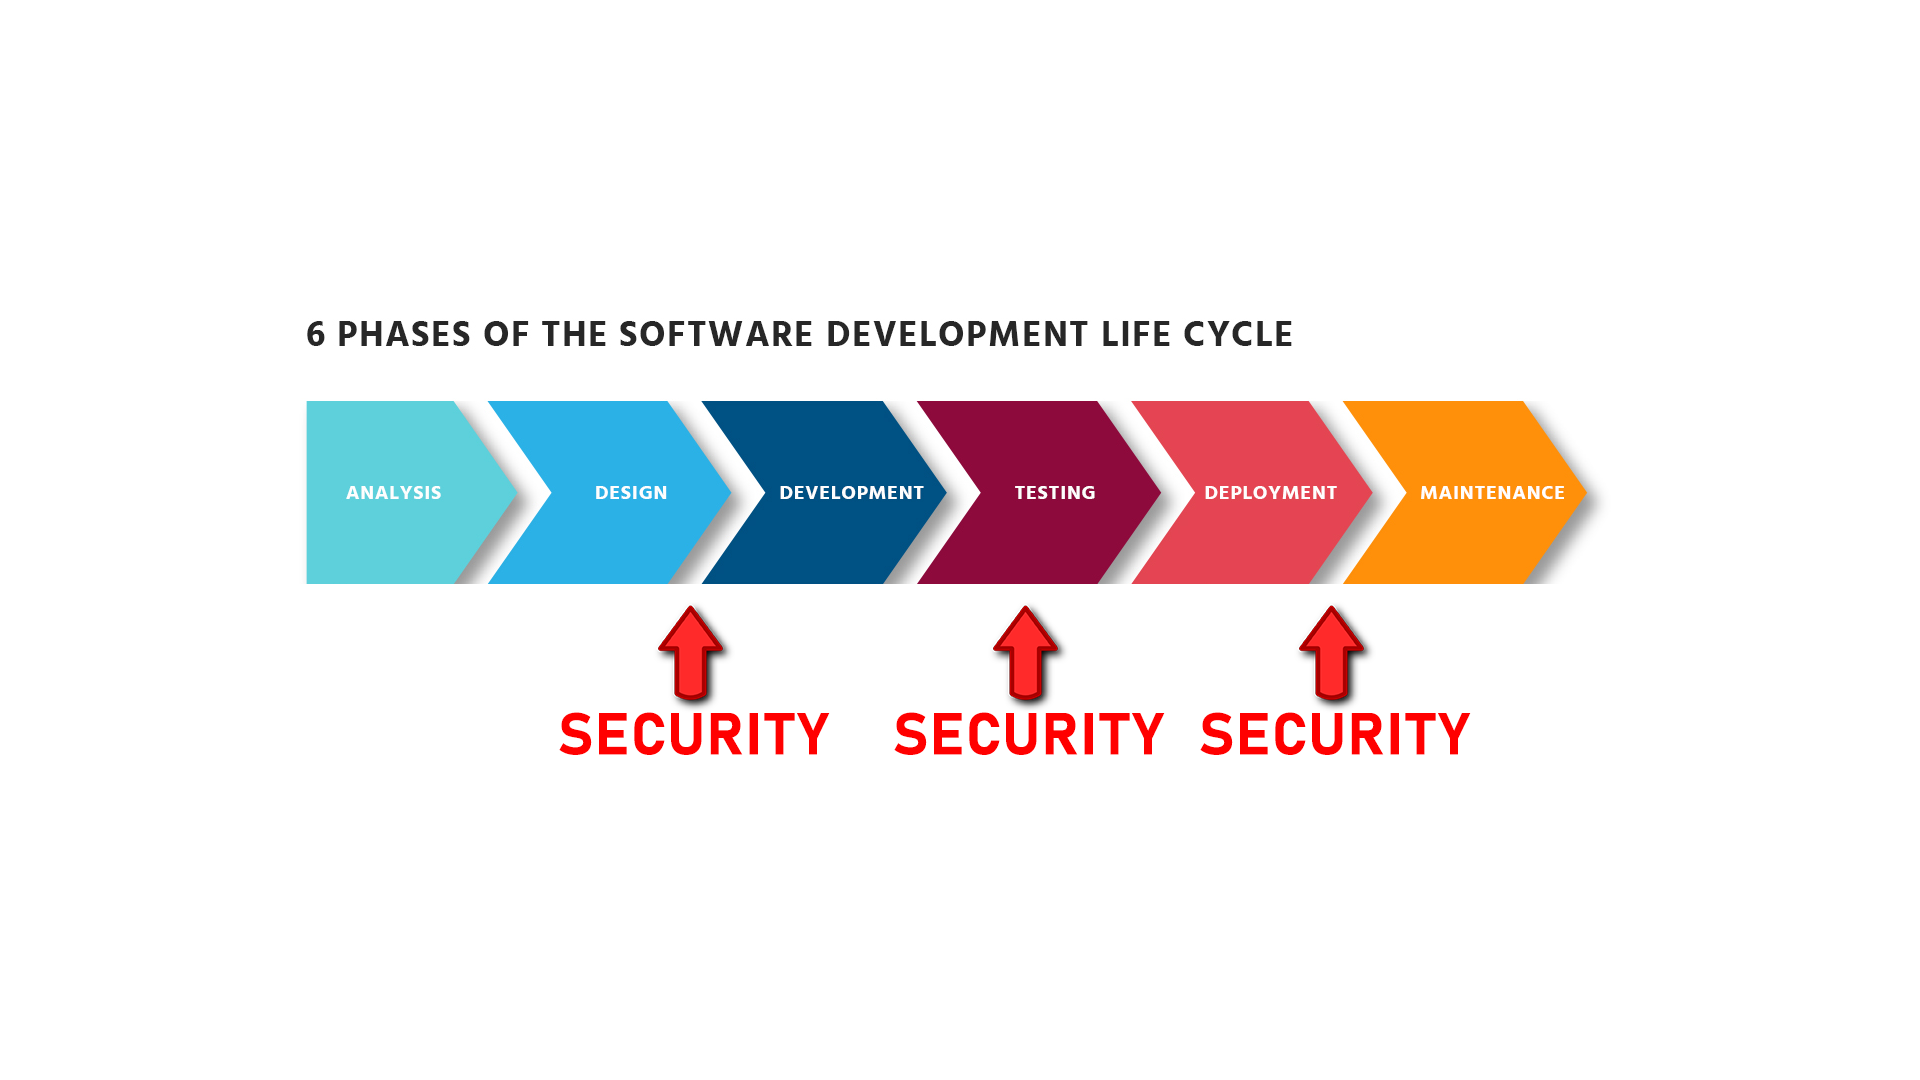 6 PHASES OF THE SOFTWARE DEVELOPMENT LIFE CYCLE
ANALYSIS DESIGN DEVELOPMENT TESTING DEPLOYMENT MAINTENANCE
SECURITY SECURITY SECURITY